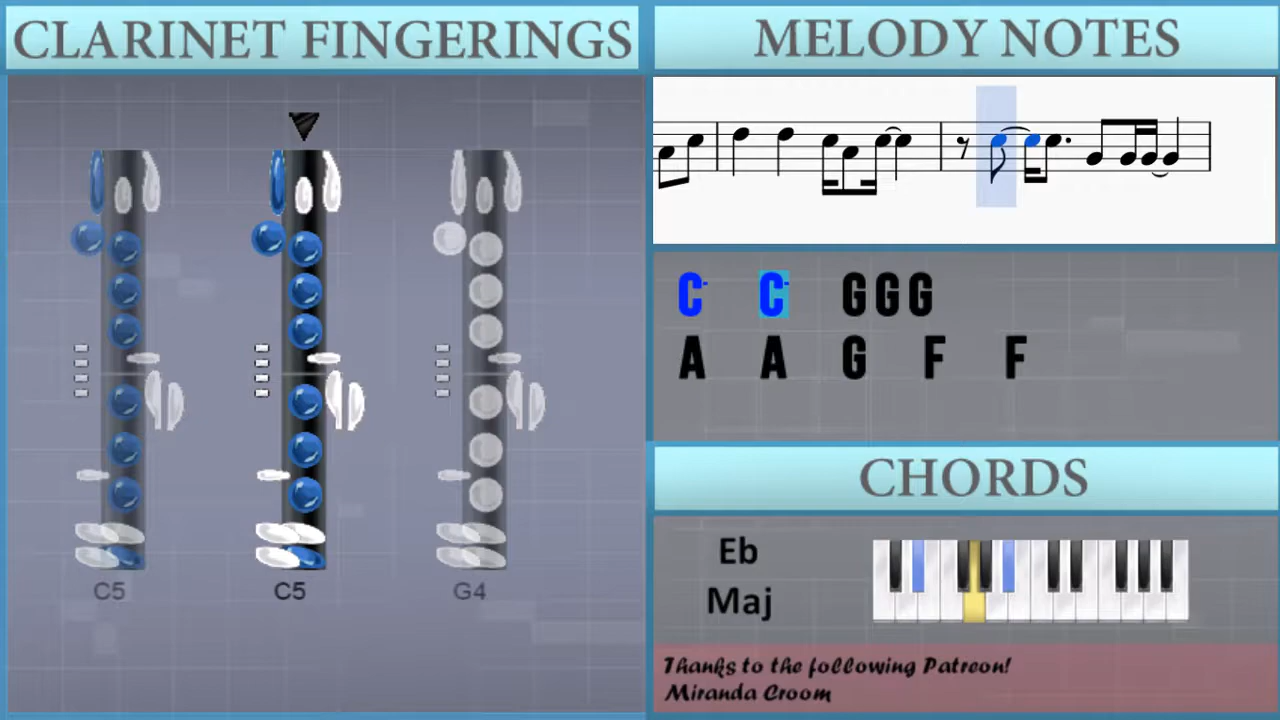 CLARINET FINGERINGS
C5 C5 G4
MELODY NOTES
C- C- G G G
A A G F F
CHORDS
Eb
Maj
Thanks to the following Patreon!
Miranda Croom